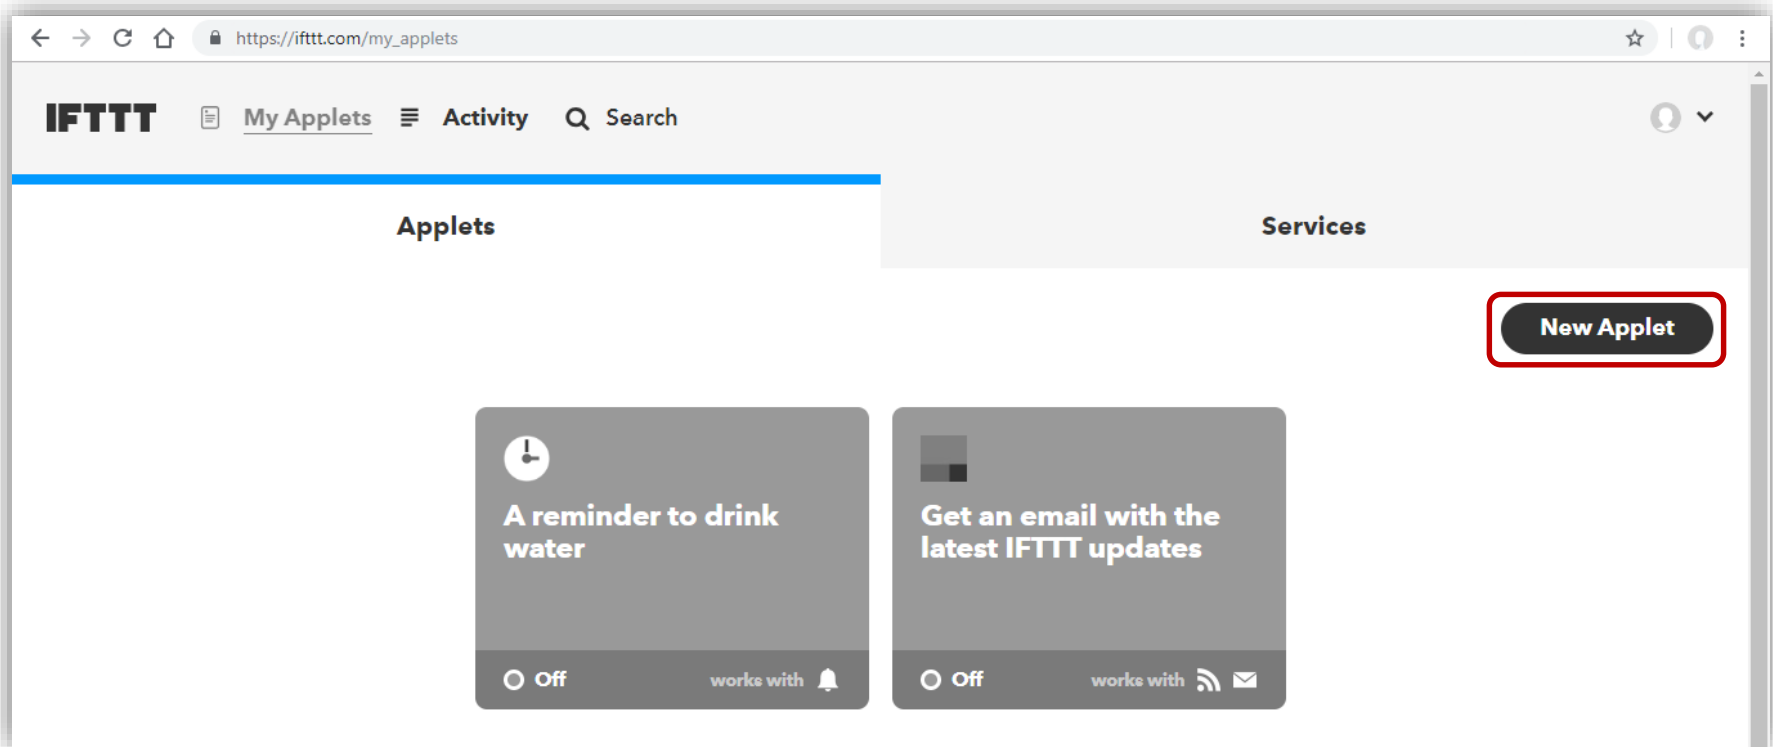 https://ifttt.com/my_applets
IFTTT My Applets Activity Search
Applets Services
New Applet
A reminder to drink
water
Off works with
Get an email with the
latest IFTTT updates
Off works with